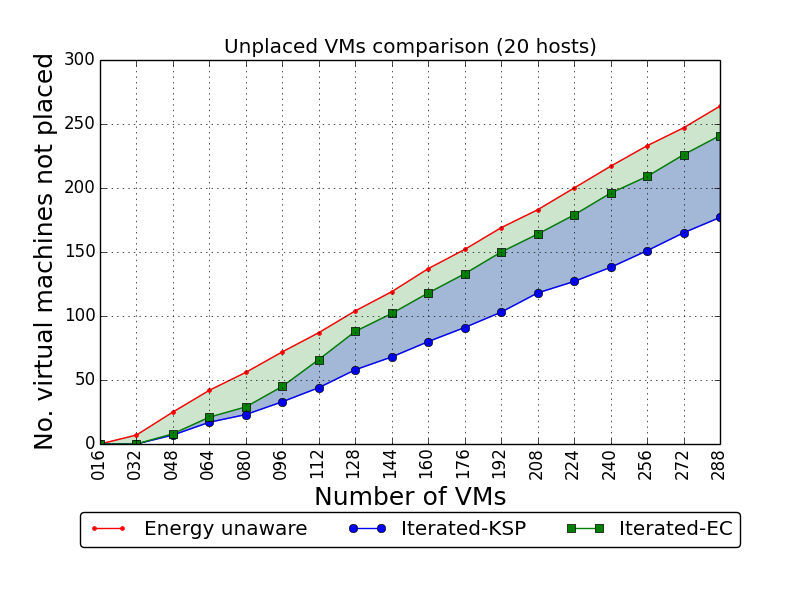 Unplaced VMs comparison (20 hosts)
No. virtual machines not placed
300
250
200
150
100
50
0
016 032 048 064 080 096 112 128 144 160 176 192 208 224 240 256 272 288
Number of VMs
Energy unaware Iterated-KSP Iterated-EC